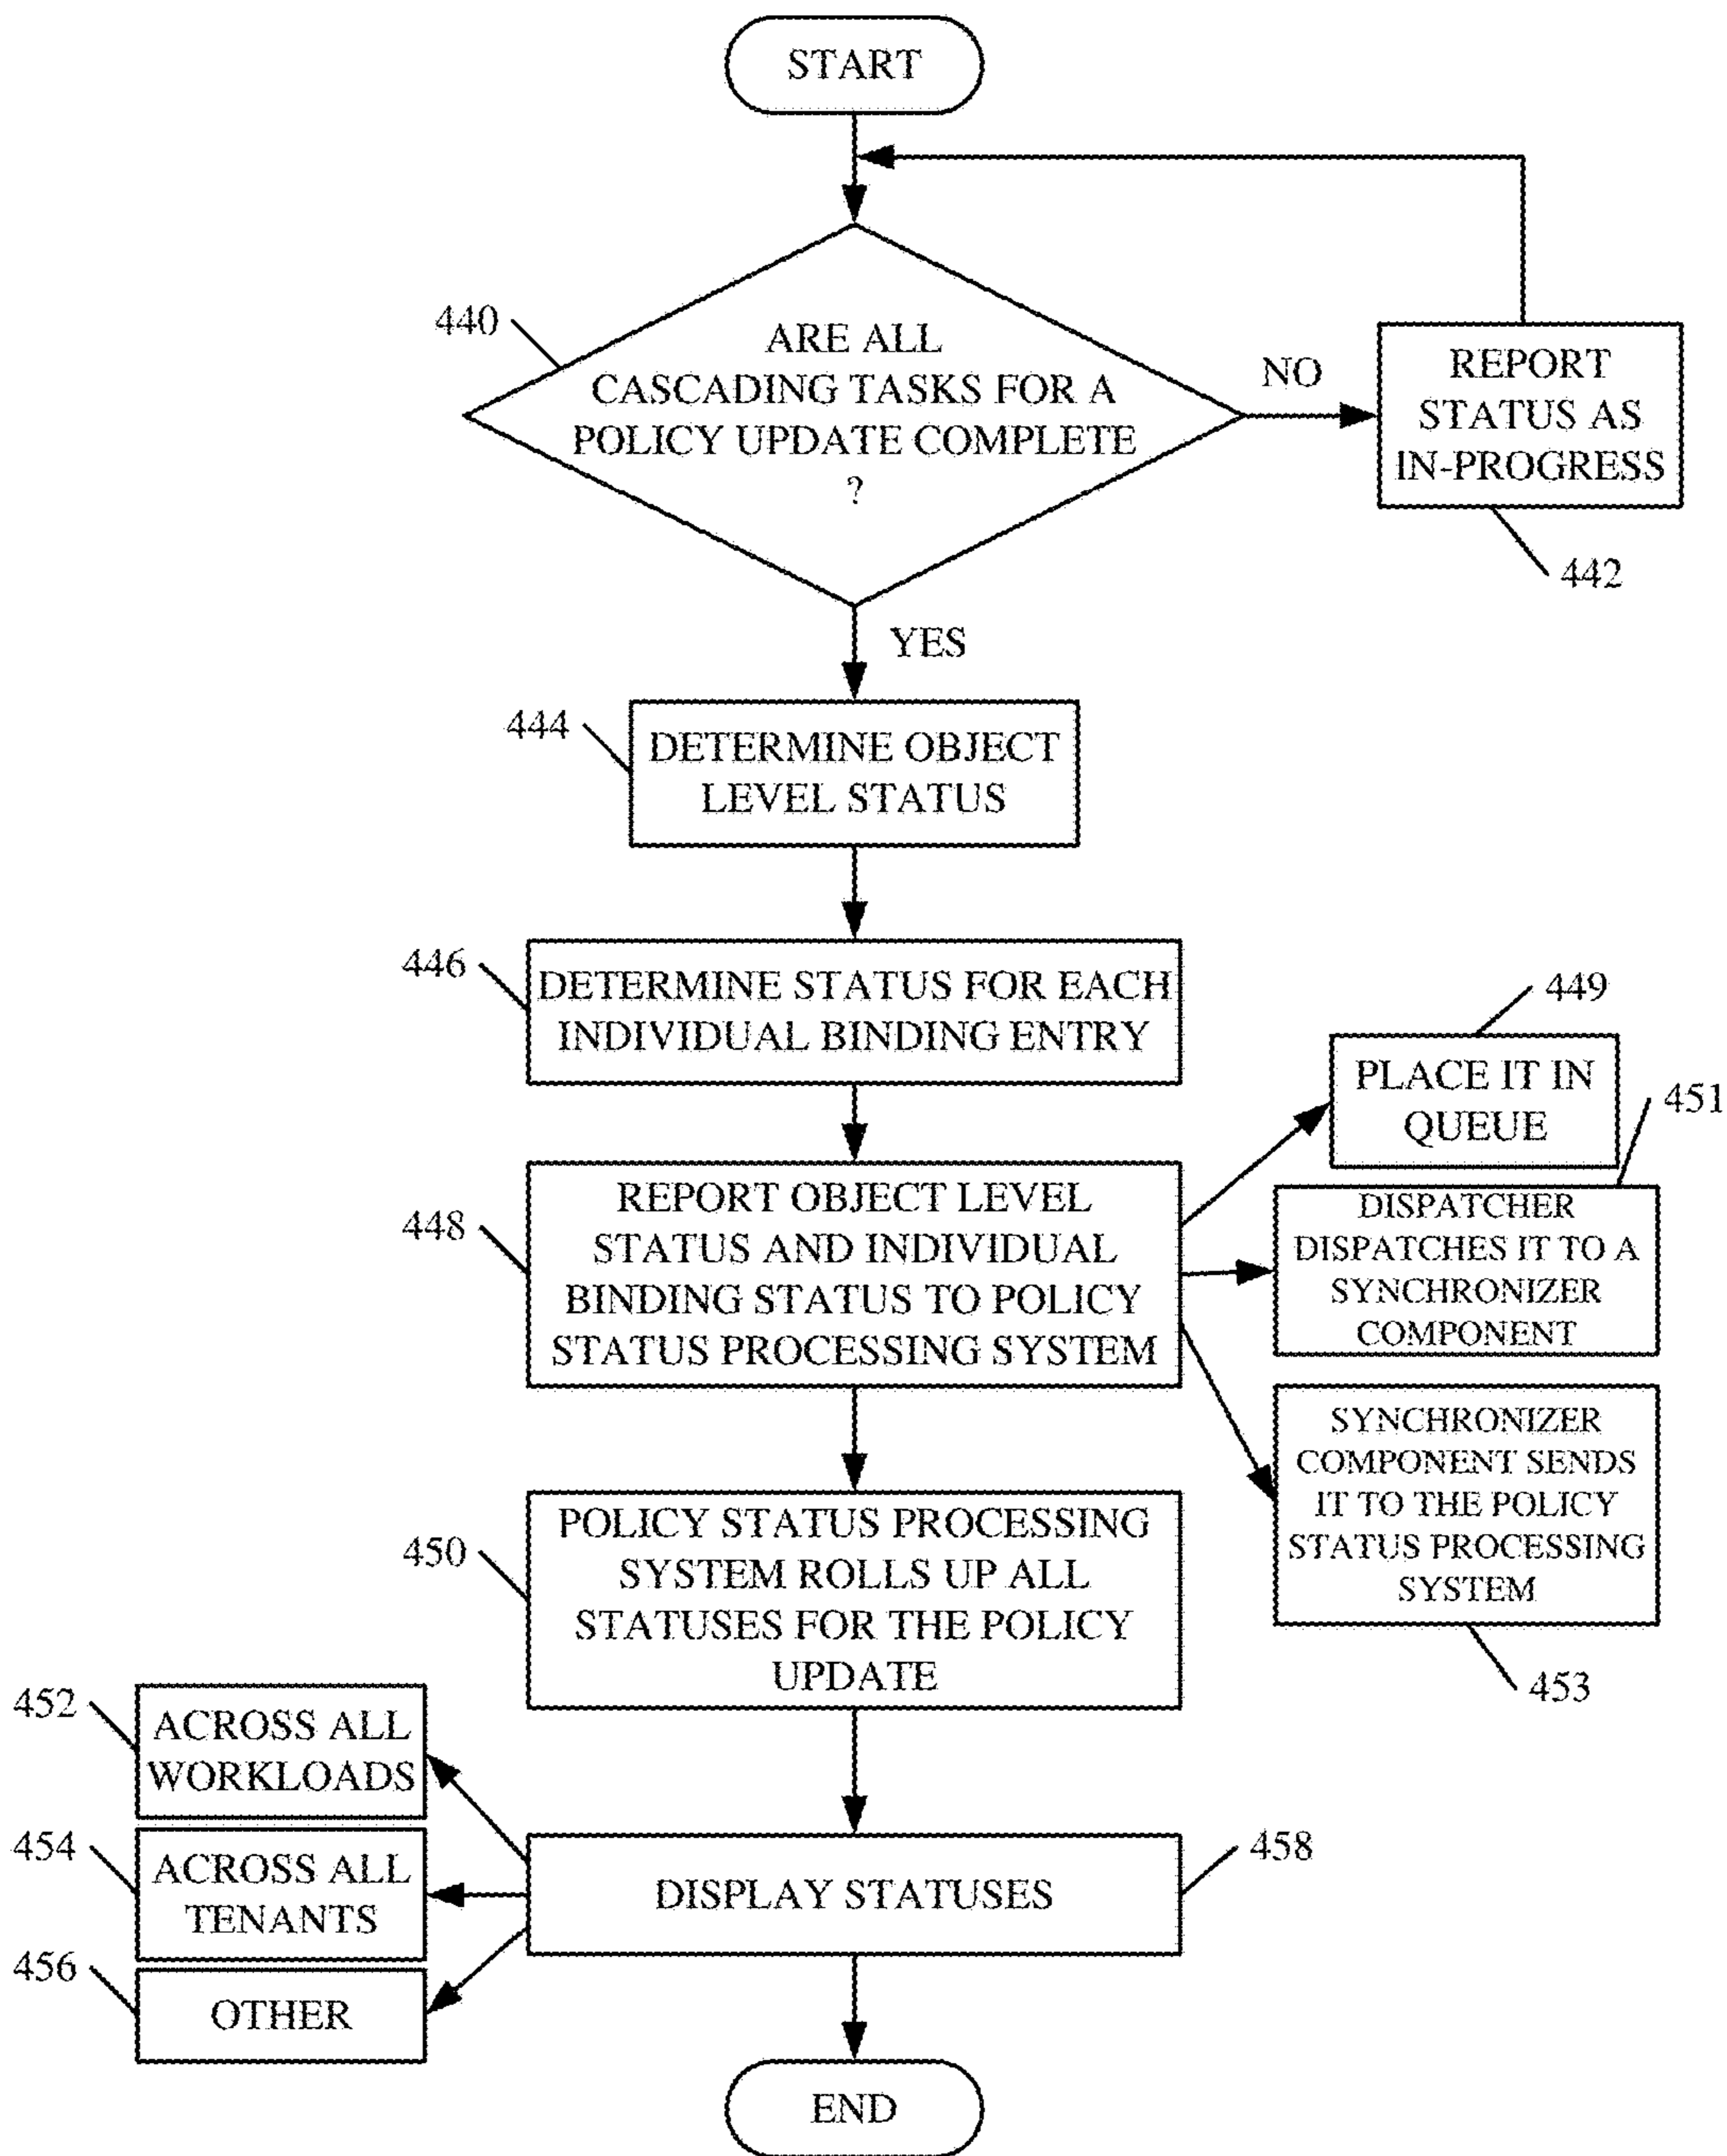 START
440
ARE ALL
CASCADING TASKS FOR A
POLICY UPDATE COMPLETE
?
NO
REPORT
STATUS AS
IN-PROGRESS
442
YES
444
DETERMINE OBJECT
LEVEL STATUS
446
DETERMINE STATUS FOR EACH
INDIVIDUAL BINDING ENTRY
449
PLACE IT IN
QUEUE
451
448
REPORT OBJECT LEVEL
STATUS AND INDIVIDUAL
BINDING STATUS TO POLICY
STATUS PROCESSING SYSTEM
DISPATCHER
DISPATCHES IT TO A
SYNCHRONIZER
COMPONENT
SYNCHRONIZER
COMPONENT SENDS
IT TO THE POLICY
STATUS PROCESSING
SYSTEM
453
450
POLICY STATUS PROCESSING
SYSTEM ROLLS UP ALL
STATUSES FOR THE POLICY
UPDATE
452
ACROSS ALL
WORKLOADS
454
ACROSS ALL
TENANTS
456
OTHER
458
DISPLAY STATUSES
END